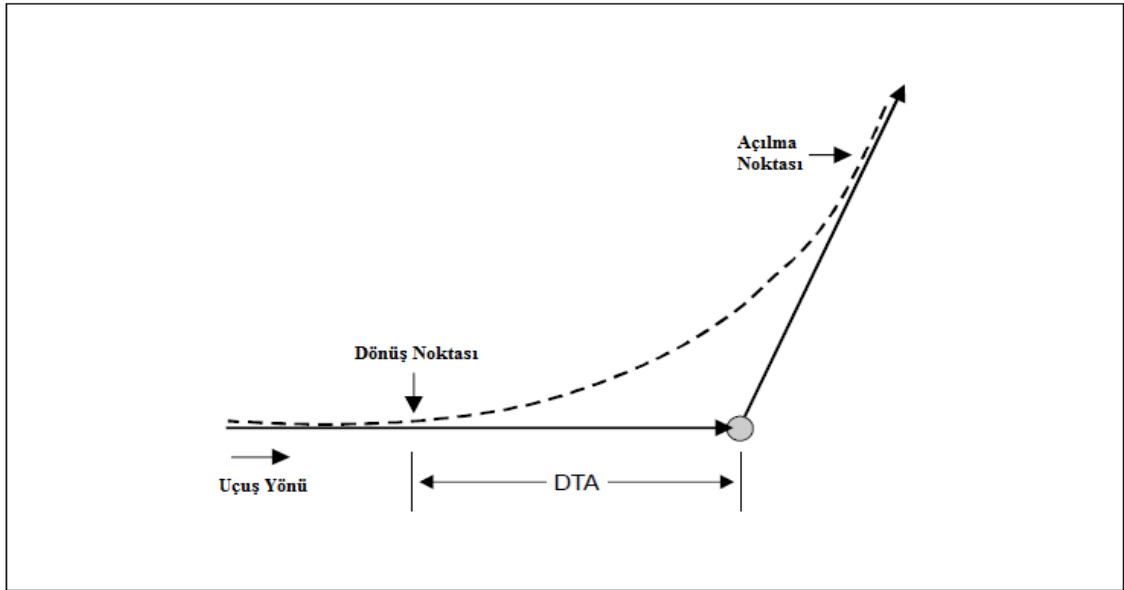 Açılma
Noktası
Dönüş Noktası
Uçuş Yönü
DTA